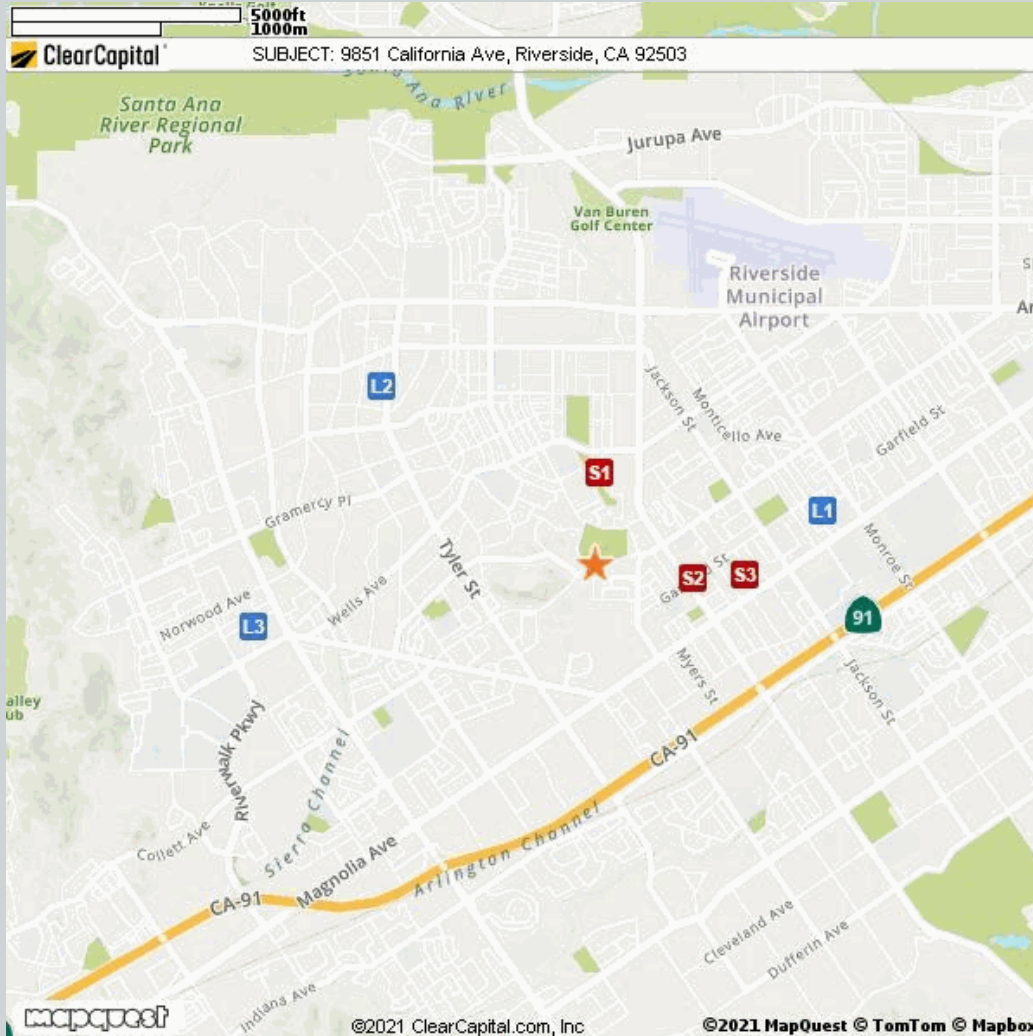 5000ft
1000m
ClearCapital
SUBJECT: 9851 California Ave, Riverside, CA 92503
Santa Ana River
Santa Ana
River Regional
Park
Jurupa Ave
Van Buren
Golf Center
Riverside
Municipal
Airport
Ar
L2
Jackson St
Monticello Ave
Garfield St
S1
Gramercy Pl
L1
Tyler St
Monroe St
S2
S3
Norwood Ave
Wells Ave
L3
91
Myers St
Jackson St
alley
ub
Riverwalk Pkwy
Sierra Channel
CA-91
Collett Ave
Magnolia Ave
Arlington Channel
CA-91
Cleveland Ave
Dufferin Ave
Indiana Ave
mapquest
©2021 ClearCapital.com, Inc
©2021 MapQuest © TomTom © Mapbox